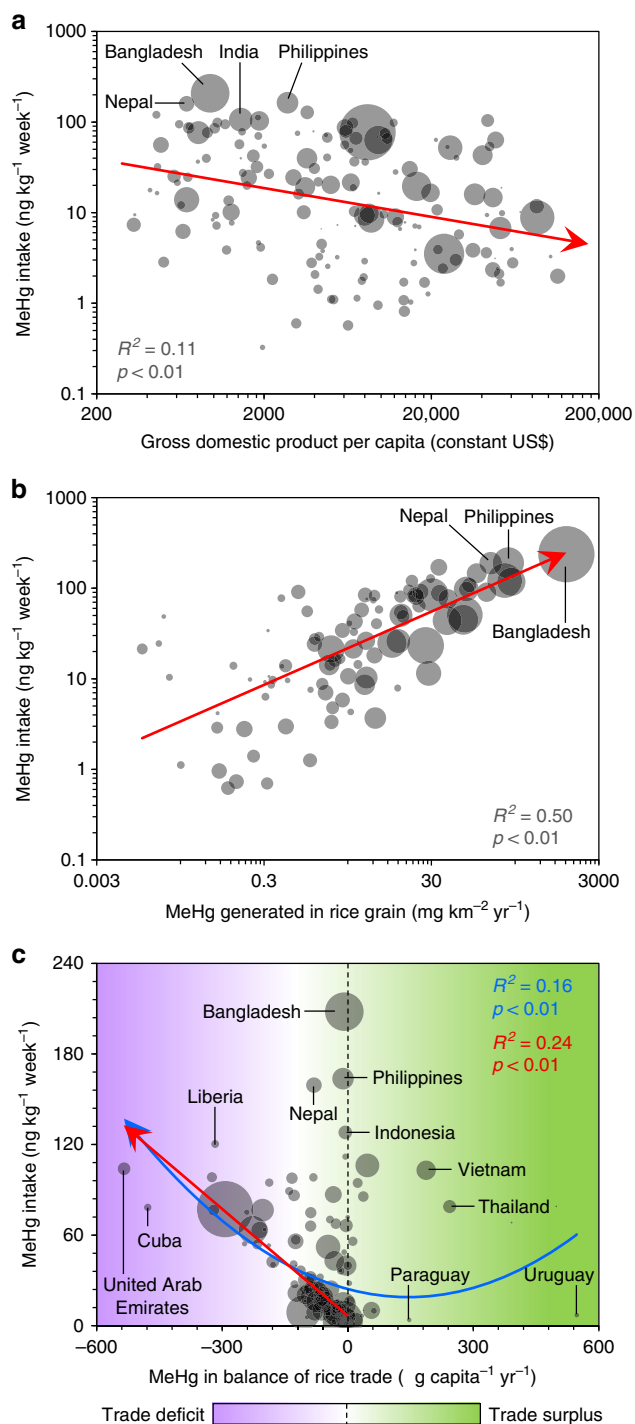 a
1000
100
10
1
0.1
MeHg intake (ng kg⁻¹ week⁻¹)
Bangladesh
India
Philippines
Nepal
R² = 0.11
p < 0.01
200
2000
20,000
200,000
Gross domestic product per capita (constant US$)
b
1000
100
10
1
0.1
MeHg intake (ng kg⁻¹ week⁻¹)
Nepal
Philippines
Bangladesh
R² = 0.50
p < 0.01
0.003
0.3
30
3000
MeHg generated in rice grain (mg km⁻² yr⁻¹)
c
240
180
120
60
0
MeHg intake (ng kg⁻¹ week⁻¹)
R² = 0.16
p < 0.01
R² = 0.24
p < 0.01
Bangladesh
Philippines
Nepal
Liberia
Indonesia
Vietnam
Thailand
Cuba
United Arab
Emirates
Paraguay
Uruguay
−600
−300
0
300
600
MeHg in balance of rice trade ( g capita⁻¹ yr⁻¹)
Trade deficit
Trade surplus